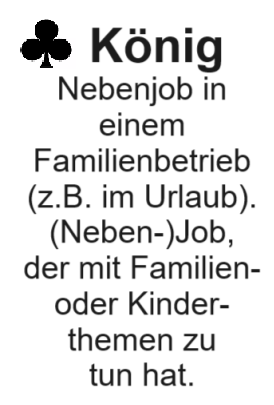 ♣ König
Nebenjob in
einem
Familienbetrieb
(z.B. im Urlaub).
(Neben-)Job,
der mit Familien-
oder Kinder-
themen zu
tun hat.